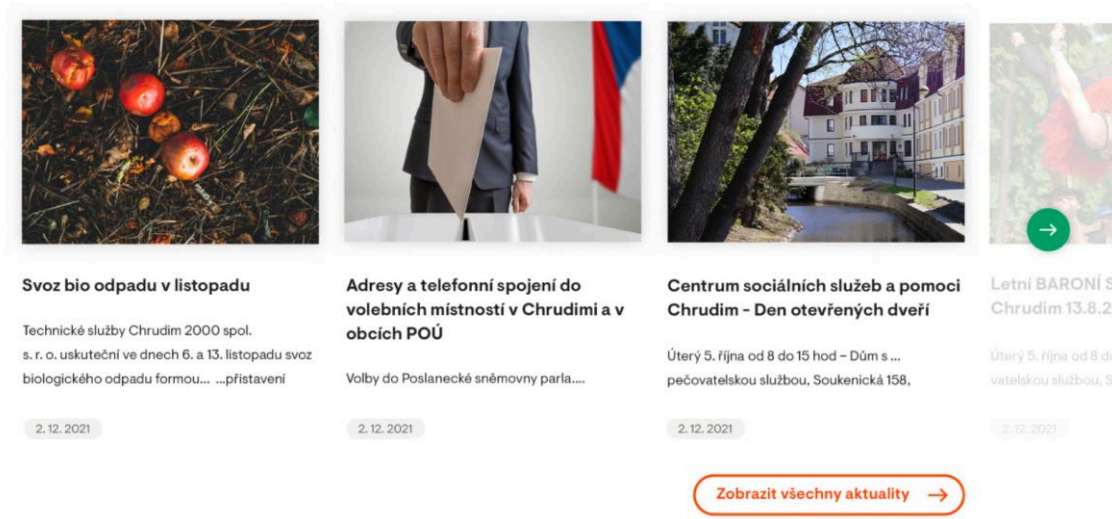 Svoz bio odpadu v listopadu
Technické služby Chrudim 2000 spol.
s. r. o. uskuteční ve dnech 6. a 13. listopadu svoz
biologického odpadu formou... ...přistavení
2. 12. 2021
Adresy a telefonní spojení do
volebních místností v Chrudimi a v
obcích POÚ
Volby do Poslanecké sněmovny parla....
2. 12. 2021
Centrum sociálních služeb a pomoci
Chrudim - Den otevřených dveří
Úterý 5. října od 8 do 15 hod – Dům s ...
pečovatelskou službou, Soukenická 158,
2. 12. 2021
Letní BARONÍ S
Chrudim 13.8.2
Úterý 5. října od 8 d
vatelskou službou, S
2. 12. 2021
Zobrazit všechny aktuality